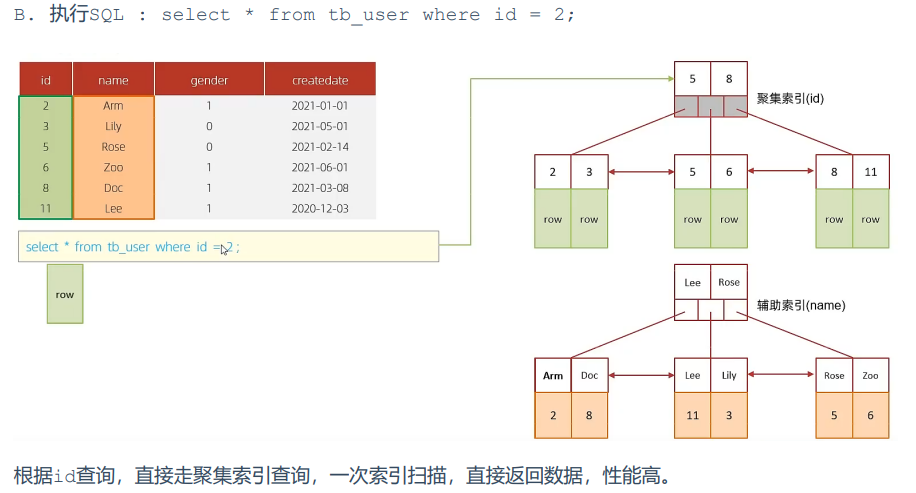 B. 执行SQL : select * from tb_user where id = 2;
id name gender createdate
2 Arm 1 2021-01-01
3 Lily 0 2021-05-01
5 Rose 0 2021-02-14
6 Zoo 1 2021-06-01
8 Doc 1 2021-03-08
11 Lee 1 2020-12-03
select * from tb_user where id = 2 ;
row
5 8
聚集索引(id)
2 3 5 6 8 11
row row row row row row
Lee Rose
辅助索引(name)
Arm Doc Lee Lily Rose Zoo
2 8 11 3 5 6
根据id查询，直接走聚集索引查询，一次索引扫描，直接返回数据，性能高。